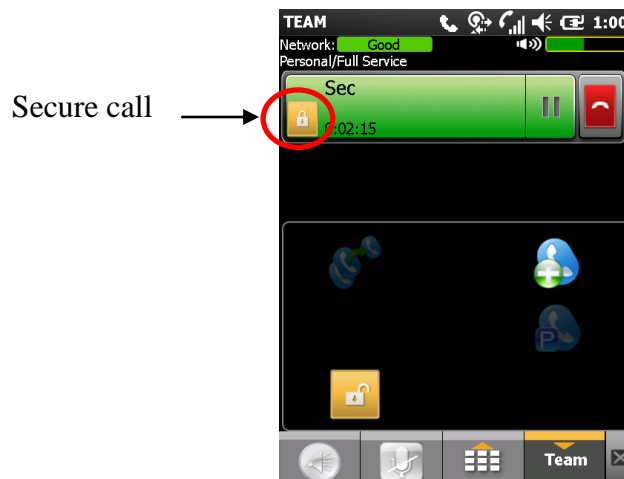 TEAM 1:00
Network: Good
Personal/Full Service
Sec
Secure call
0:02:15
P
Team